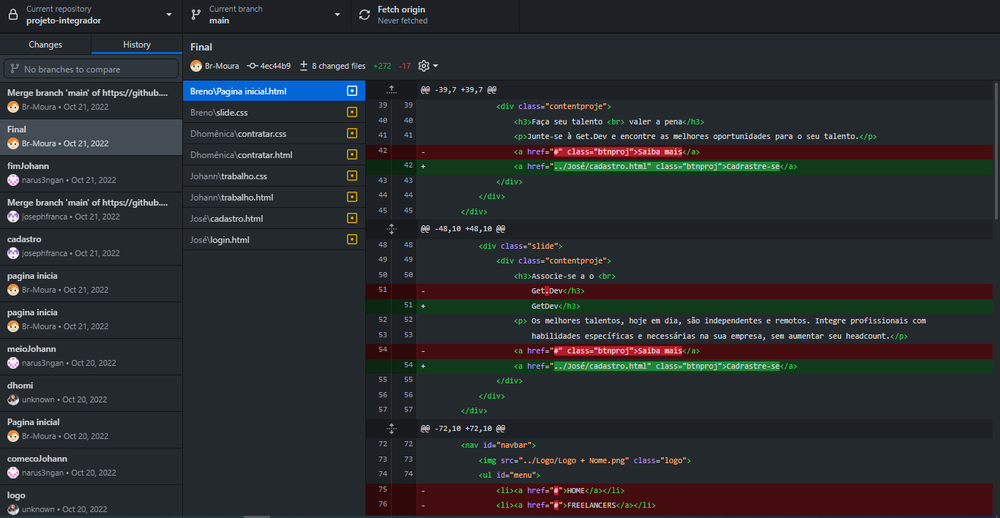 Current repository
projeto-integrador
Current branch
main
Fetch origin
Never fetched
Changes
History
No branches to compare
Merge branch 'main' of https://github....
Br-Moura • Oct 21, 2022
Final
Br-Moura • Oct 21, 2022
fimJohann
narus3ngan • Oct 21, 2022
Merge branch 'main' of https://github....
josephfranca • Oct 21, 2022
cadastro
josephfranca • Oct 21, 2022
pagina inicia
Br-Moura • Oct 21, 2022
pagina inicia
Br-Moura • Oct 21, 2022
meioJohann
narus3ngan • Oct 20, 2022
dhomi
unknown • Oct 20, 2022
Pagina inicial
Br-Moura • Oct 20, 2022
comecoJohann
narus3ngan • Oct 20, 2022
logo
unknown • Oct 20, 2022
Final
Br-Moura 4ec44b9 8 changed files +272 -17
Breno\Pagina inicial.html
Breno\slide.css
Dhomênica\contratar.css
Dhomênica\contratar.html
Johann\trabalho.css
Johann\trabalho.html
José\cadastro.html
José\login.html
@@ -39,7 +39,7 @@
39 39 <div class="contentproje">
40 40 <h3>Faça seu talento <br> valer a pena</h3>
41 41 <p>Junte-se à Get.Dev e encontre as melhores oportunidades para o seu talento.</p>
42 - <a href="#" class="btnproj">Saiba mais</a>
42 + <a href="../José/cadastro.html" class="btnproj">Cadrastre-se</a>
43 43 </div>
44 44 </div>
45 45 </div>
@@ -48,10 +48,10 @@
48 48 <div class="slide">
49 49 <div class="contentproje">
50 50 <h3>Associe-se a o <br>
51 - Get.Dev</h3>
51 + GetDev</h3>
52 52 <p> Os melhores talentos, hoje em dia, são independentes e remotos. Integre profissionais com
53 53 habilidades específicas e necessárias na sua empresa, sem aumentar seu headcount.</p>
54 - <a href="#" class="btnproj">Saiba mais</a>
54 + <a href="../José/cadastro.html" class="btnproj">Cadrastre-se</a>
55 55 </div>
56 56 </div>
57 57 </div>
@@ -72,10 +72,10 @@
72 72 <nav id="navbar">
73 73 <img src="../Logo/Logo + Nome.png" class="logo">
74 74 <ul id="menu">
75 - <li><a href="#">HOME</a></li>
76 - <li><a href="#">FREELANCERS</a></li>